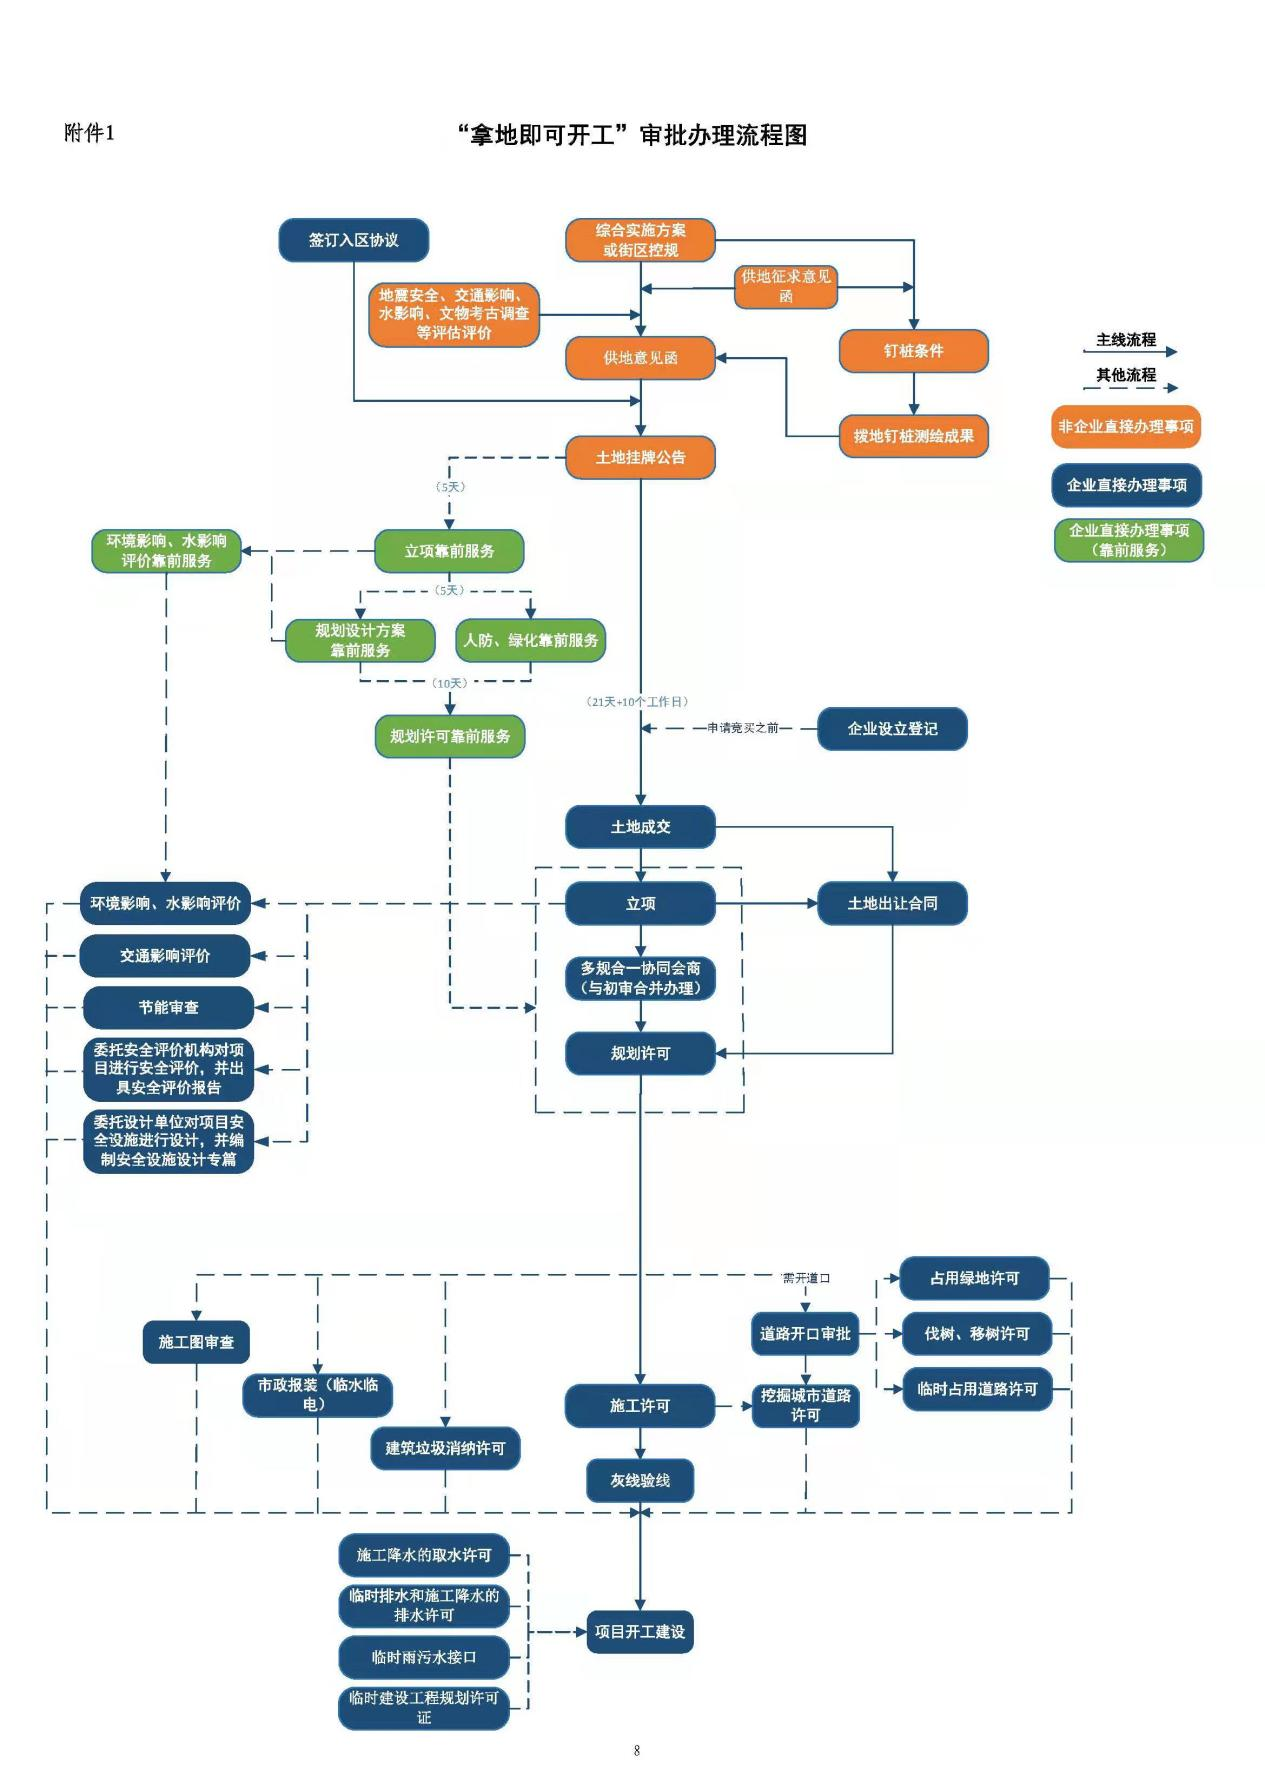 附件1
“拿地即可开工”审批办理流程图
签订入区协议
综合实施方案
或街区控规
供地征求意见
函
地震安全、交通影响、
水影响、文物考古调查
等评估评价
供地意见函
钉桩条件
拨地钉桩测绘成果
主线流程
其他流程
非企业直接办理事项
企业直接办理事项
企业直接办理事项
（靠前服务）
土地挂牌公告
（5天）
环境影响、水影响
评价靠前服务
立项靠前服务
（5天）
规划设计方案
靠前服务
人防、绿化靠前服务
（10天）
（21天+10个工作日）
规划许可靠前服务
申请竞买之前
企业设立登记
土地成交
环境影响、水影响评价
立项
土地出让合同
交通影响评价
多规合一协同会商
（与初审合并办理）
节能审查
规划许可
委托安全评价机构对项
目进行安全评价，并出
具安全评价报告
委托设计单位对项目安
全设施进行设计，并编
制安全设施设计专篇
需开道口
占用绿地许可
施工图审查
道路开口审批
伐树、移树许可
市政报装（临水临
电）
临时占用道路许可
施工许可
挖掘城市道路
许可
建筑垃圾消纳许可
灰线验线
施工降水的取水许可
临时排水和施工降水的
排水许可
项目开工建设
临时雨污水接口
临时建设工程规划许可
证
8